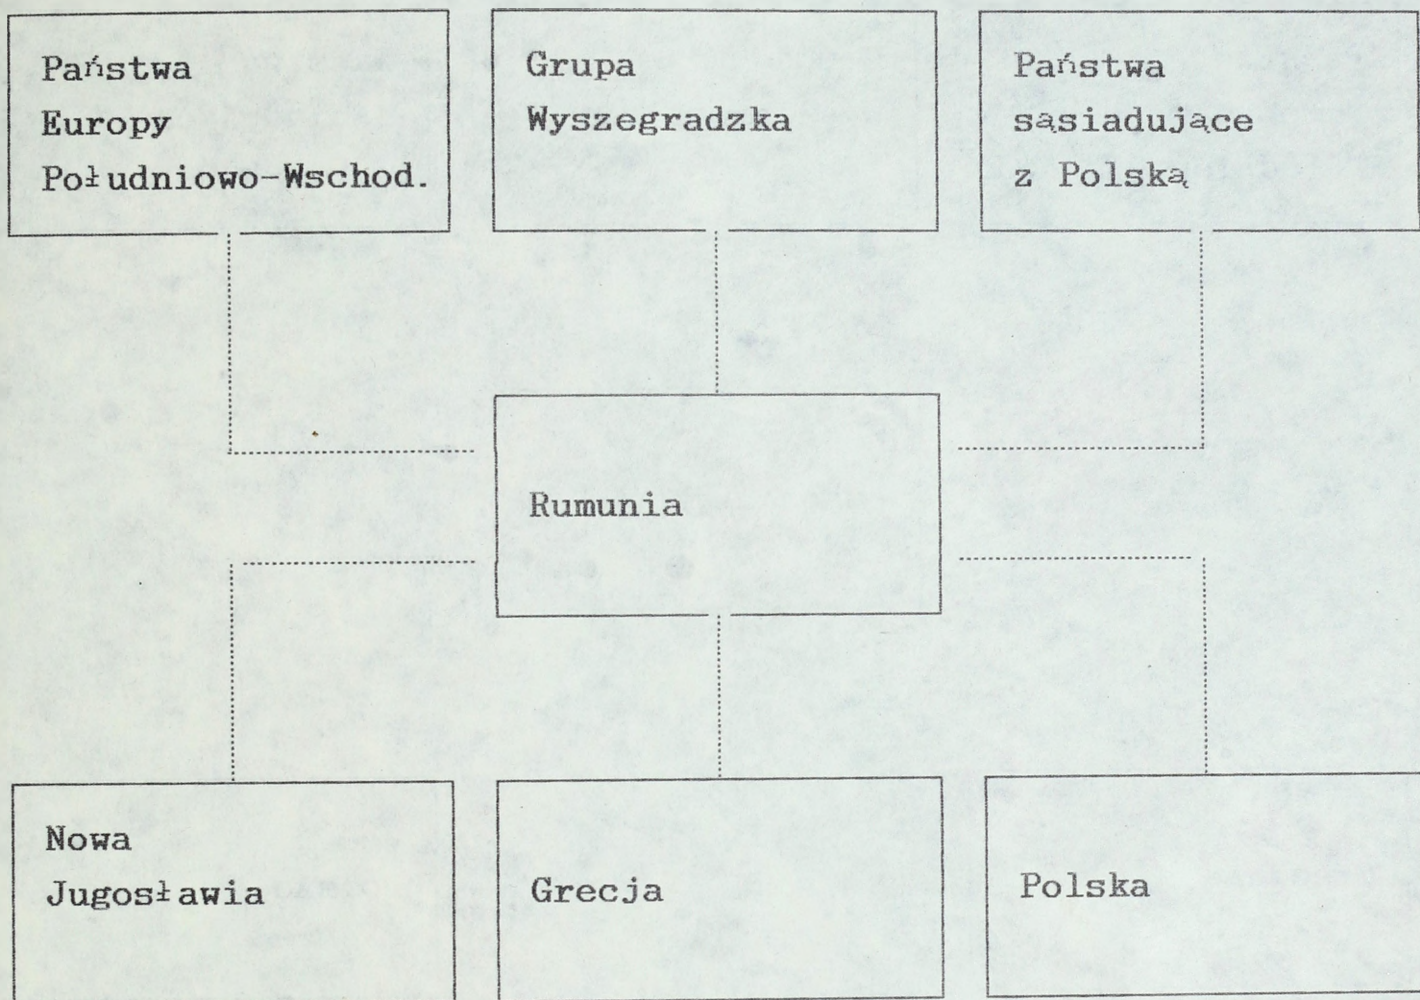 Państwa
Europy
Południowo-Wschod.
Grupa
Wyszegradzka
Państwa
sąsiadujące
z Polską
Rumunia
Nowa
Jugosławia
Grecja
Polska